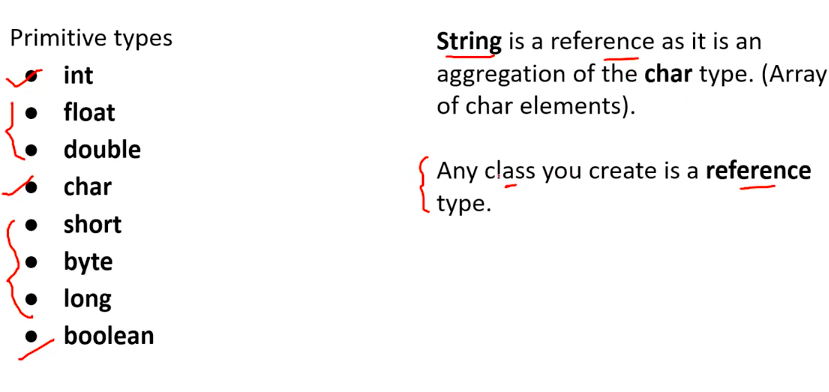 Primitive types
int
float
double
char
short
byte
long
boolean
String is a reference as it is an
aggregation of the char type. (Array
of char elements).
Any class you create is a reference
type.